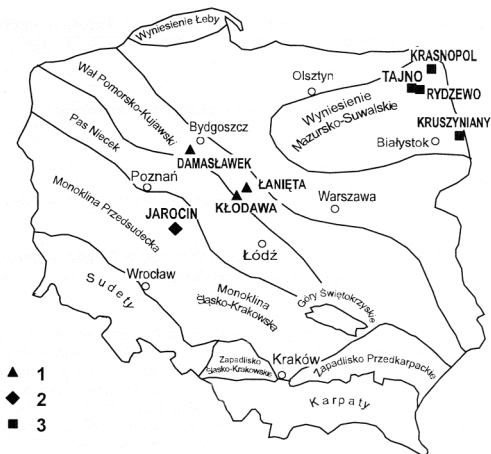 Wyniesienie Łeby
KRASNOPOL
Olsztyn
TAJNO
RYDZEWO
Wał Pomorsko-Kujawski
Wyniesienie
Mazursko-Suwalskie
KRUSZYNIANY
Białystok
Bydgoszcz
Pas Niecek
DAMASŁAWEK
Poznań
ŁANIĘTA
KŁODAWA
Warszawa
Monoklina Przedsudecka
JAROCIN
Łódź
Wrocław
Sudety
Monoklina
Śląsko-Krakowska
Góry Świętokrzyskie
Zapadlisko
Śląsko-Krakowskie
Kraków
Zapadlisko Przedkarpackie
Karpaty
1
2
3